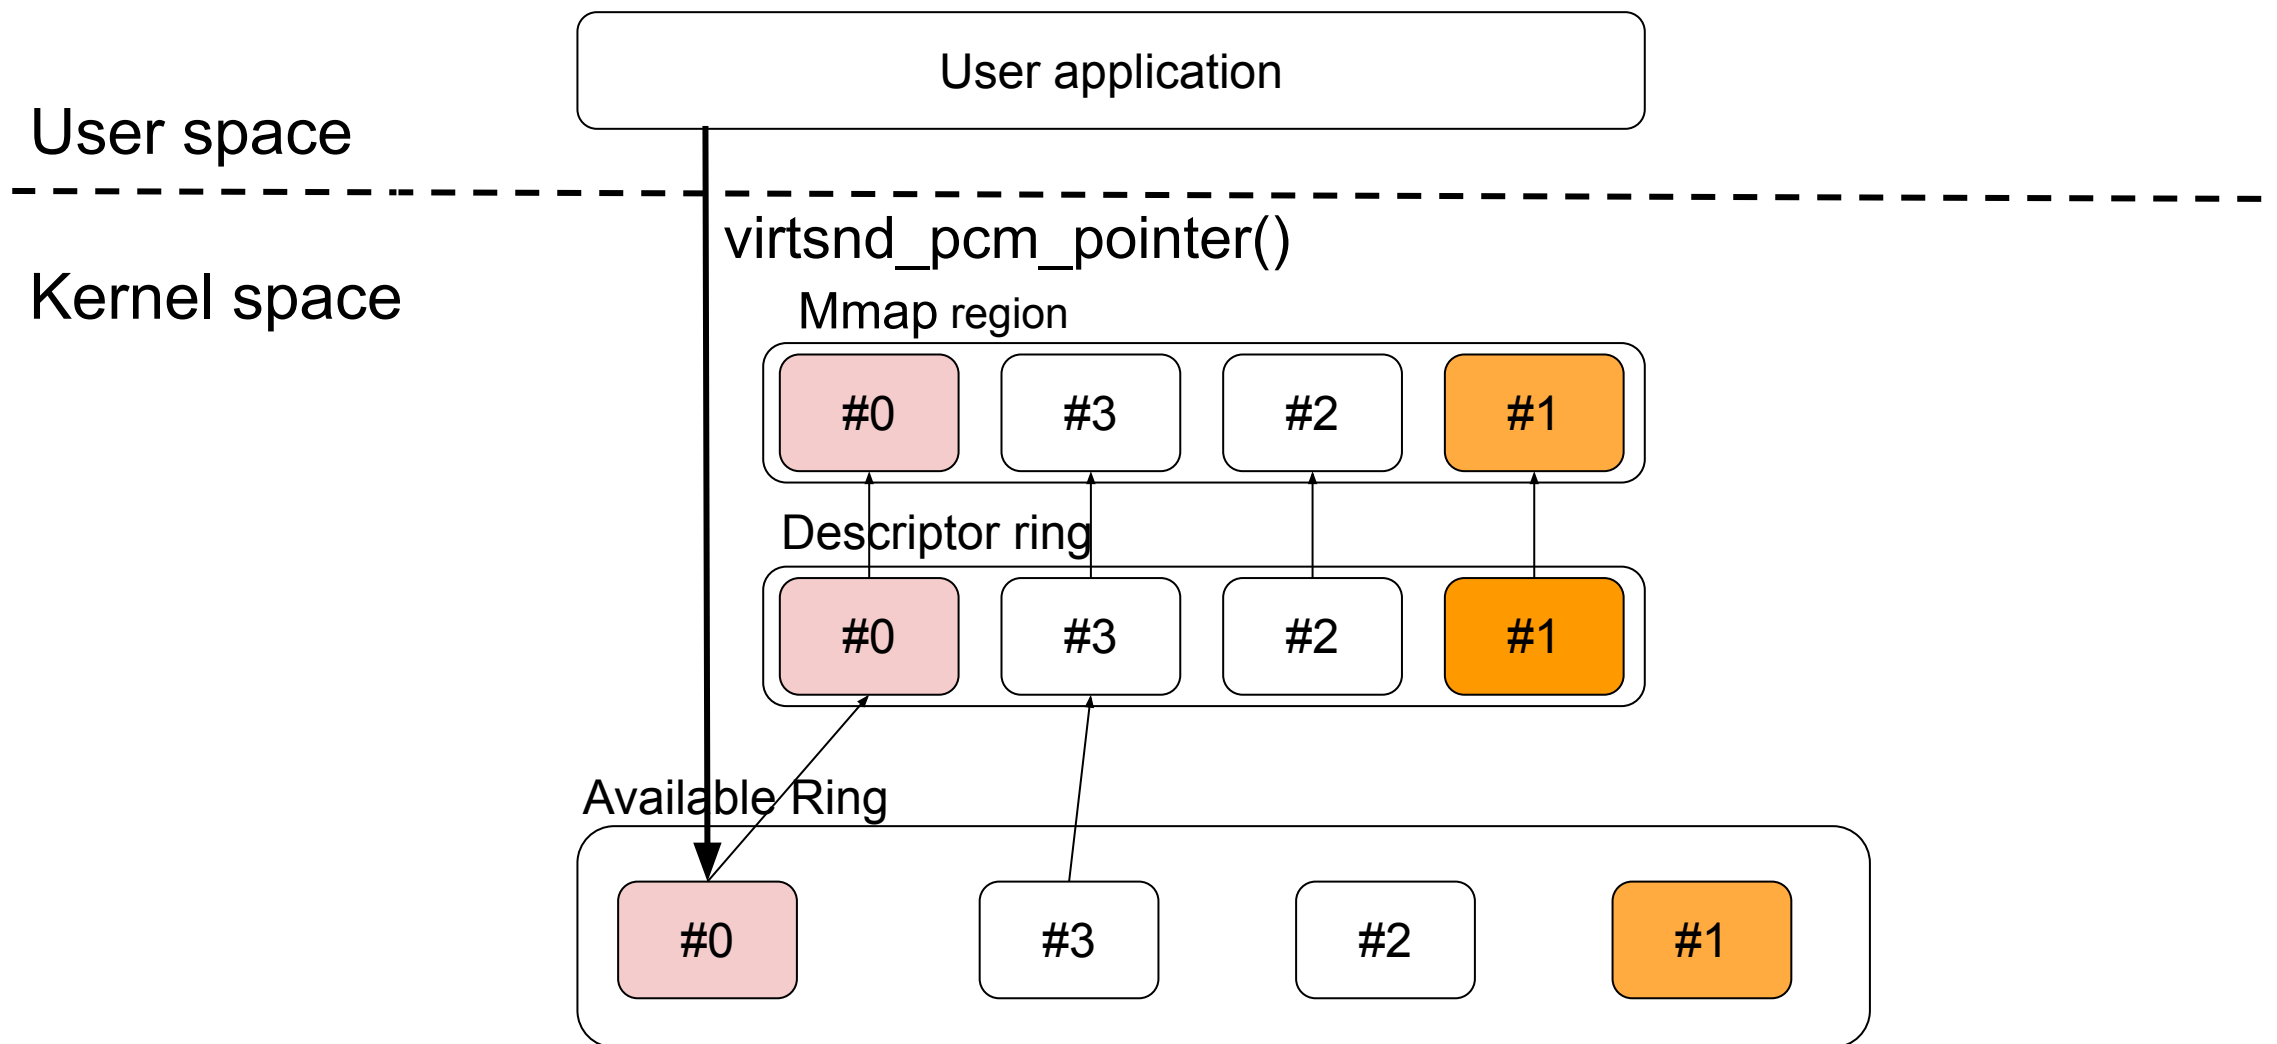 User application
User space
virtsnd_pcm_pointer()
Kernel space
Mmap region
#0 #3 #2 #1
Descriptor ring
#0 #3 #2 #1
Available Ring
#0 #3 #2 #1